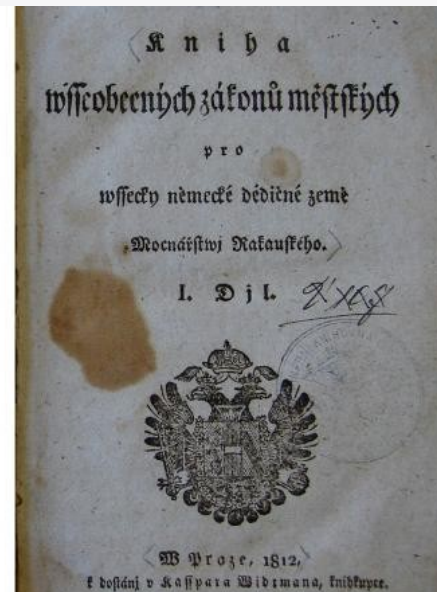 Kniha
wsseobecných zákonů městských
pro
wssecky německé dědičné země
Mocnářstwj Rakauského.
I. Djl.
W Praze, 1812,
k dostánj v Kasspara Widtmana, knihkupce.